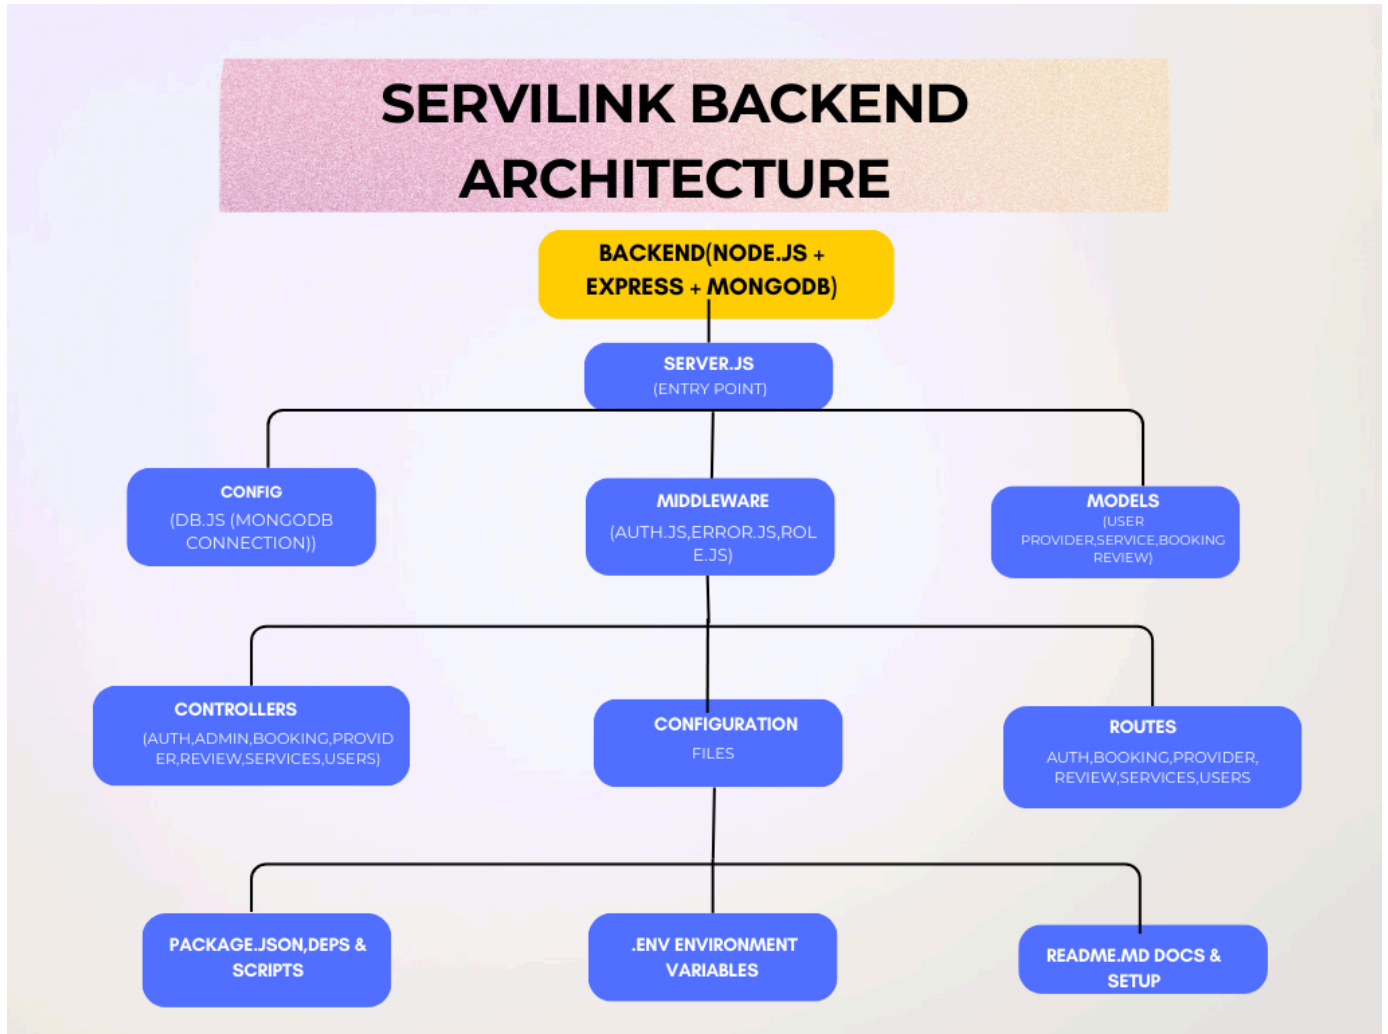 SERVILINK BACKEND
ARCHITECTURE
BACKEND(NODE.JS +
EXPRESS + MONGODB)
SERVER.JS
(ENTRY POINT)
CONFIG
(DB.JS (MONGODB
CONNECTION))
MIDDLEWARE
(AUTH.JS,ERROR.JS,ROL
E.JS)
MODELS
(USER
PROVIDER,SERVICE,BOOKING
REVIEW)
CONTROLLERS
(AUTH,ADMIN,BOOKING,PROVID
ER,REVIEW,SERVICES,USERS)
CONFIGURATION
FILES
ROUTES
AUTH,BOOKING,PROVIDER,
REVIEW,SERVICES,USERS
PACKAGE.JSON,DEPS &
SCRIPTS
.ENV ENVIRONMENT
VARIABLES
README.MD DOCS &
SETUP